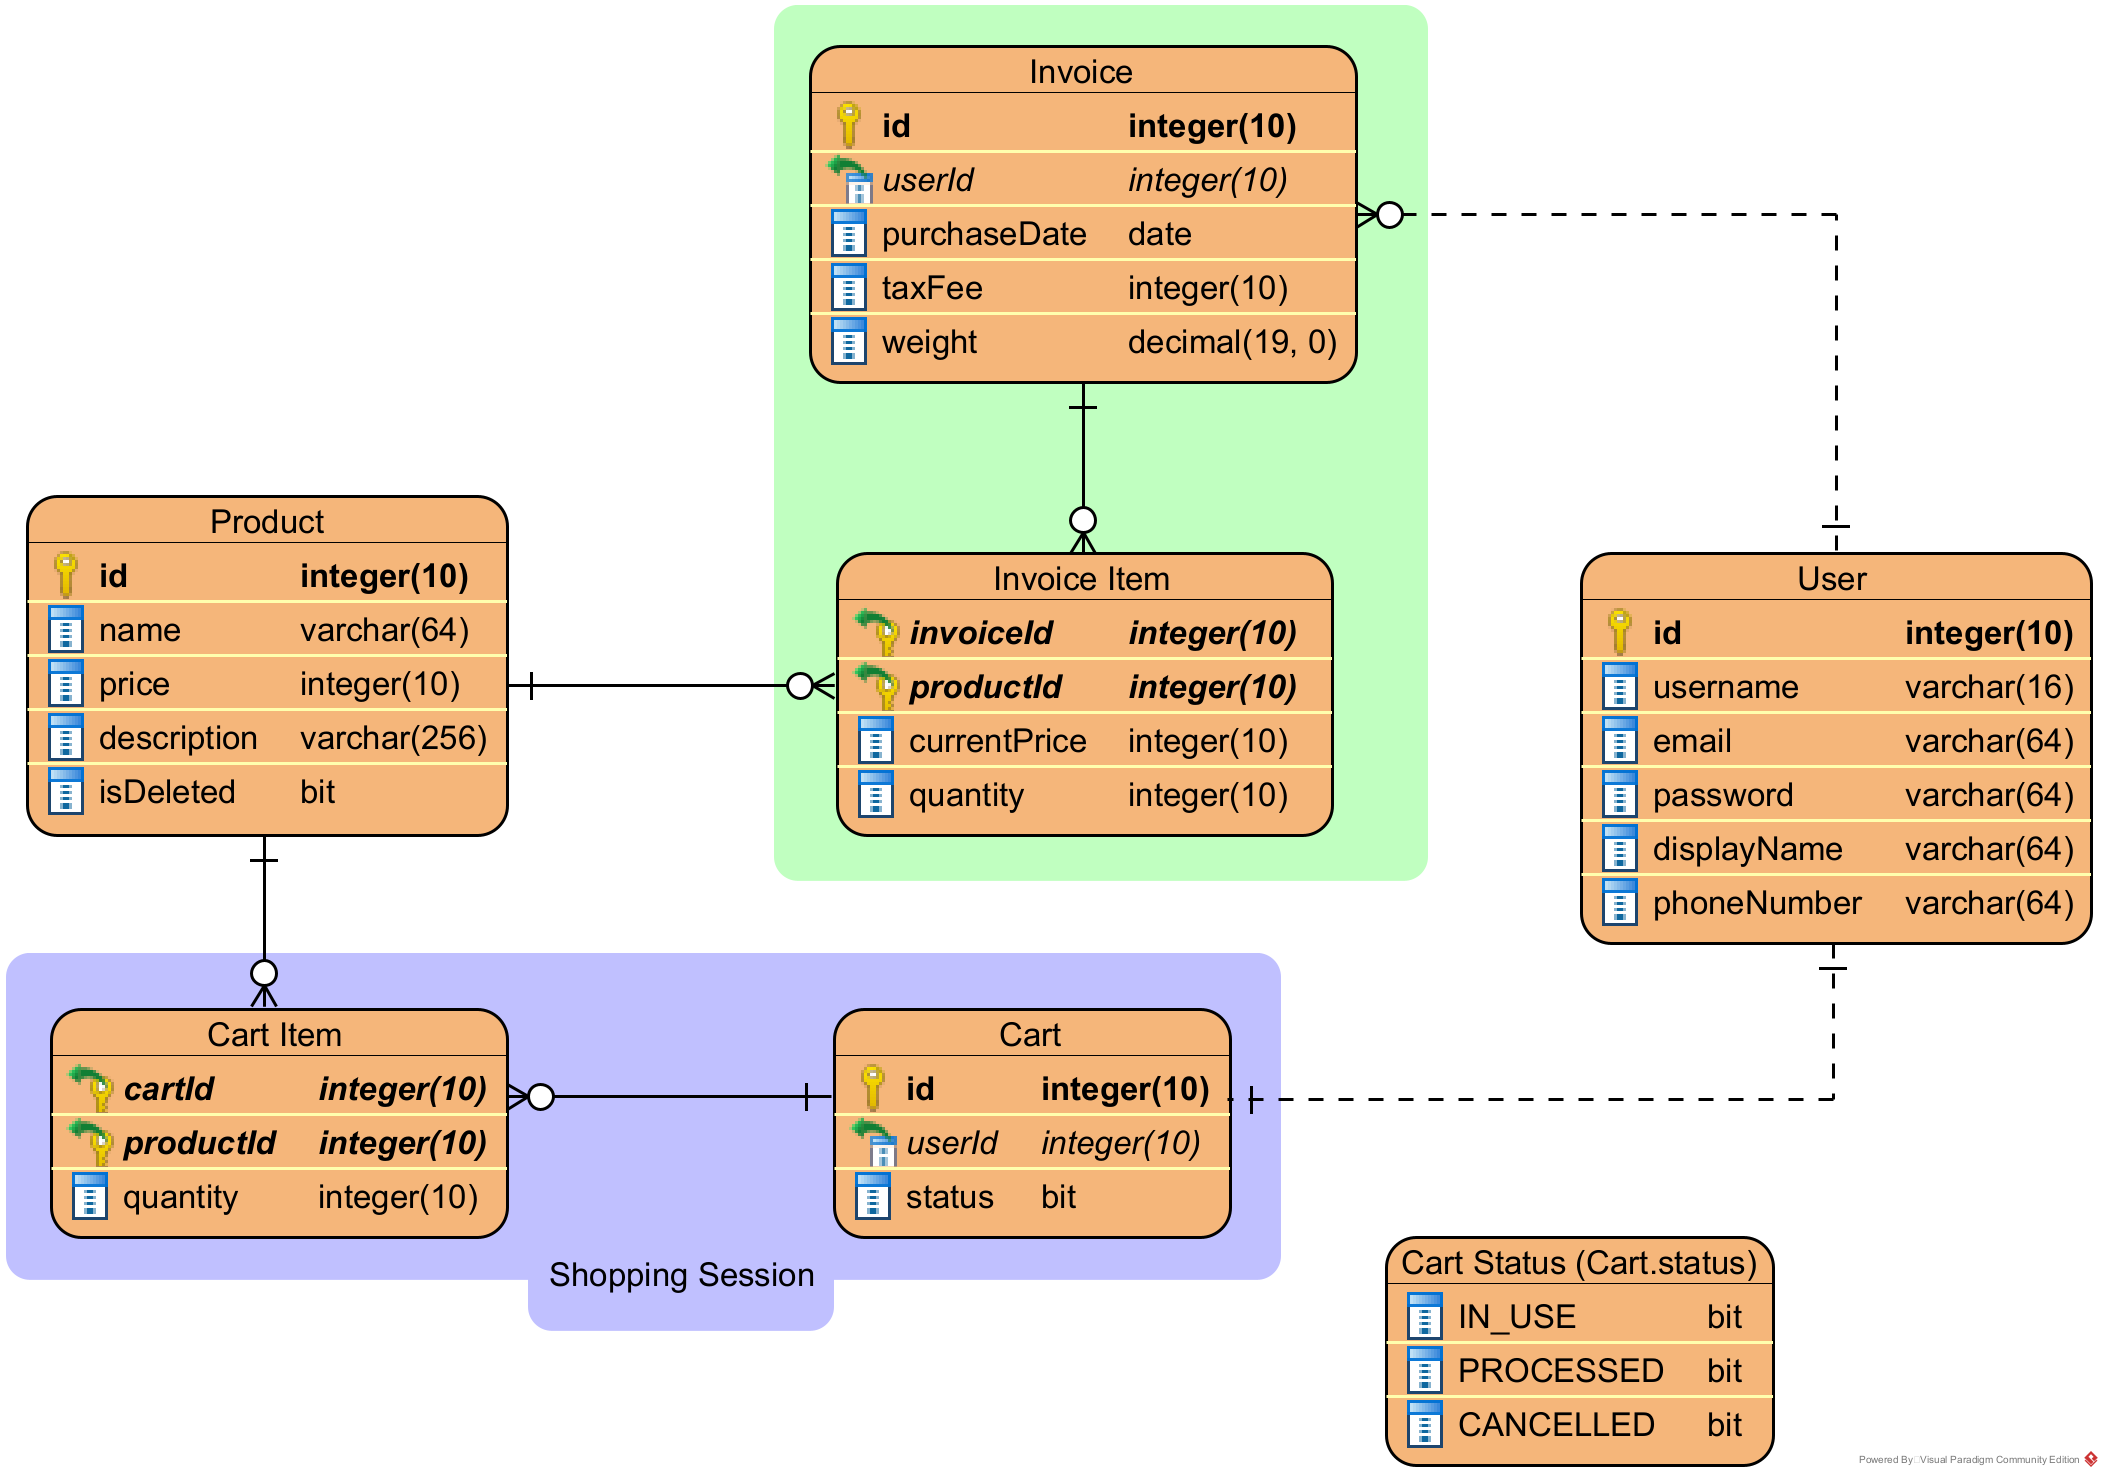 Invoice
id integer(10)
userId integer(10)
purchaseDate date
taxFee integer(10)
weight decimal(19, 0)
Product
id integer(10)
name varchar(64)
price integer(10)
description varchar(256)
isDeleted bit
Invoice Item
invoiceId integer(10)
productId integer(10)
currentPrice integer(10)
quantity integer(10)
User
id integer(10)
username varchar(16)
email varchar(64)
password varchar(64)
displayName varchar(64)
phoneNumber varchar(64)
Cart Item
cartId integer(10)
productId integer(10)
quantity integer(10)
Cart
id integer(10)
userId integer(10)
status bit
Shopping Session
Cart Status (Cart.status)
IN_USE bit
PROCESSED bit
CANCELLED bit
Powered By Visual Paradigm Community Edition